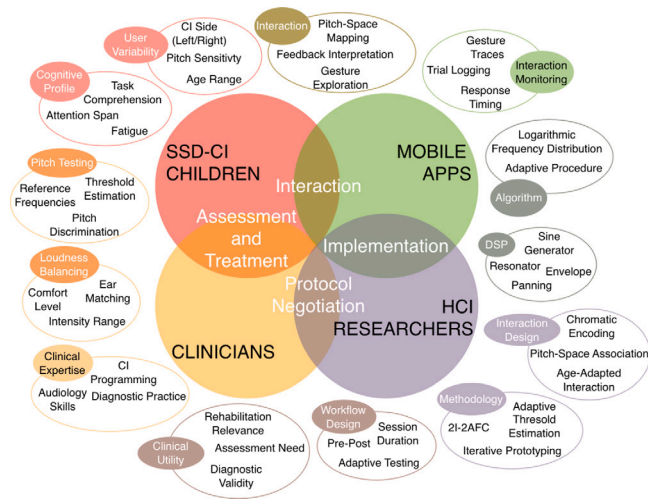 User
Variability
CI Side
(Left/Right)
Pitch Sensitivty
Age Range
Interaction
Pitch-Space
Mapping
Feedback Interpretation
Gesture
Exploration
Gesture
Traces
Trial Logging
Response
Timing
Interaction
Monitoring
Cognitive
Profile
Task
Comprehension
Attention Span
Fatigue
SSD-CI
CHILDREN
MOBILE
APPS
Interaction
Logarithmic
Frequency Distribution
Adaptive Procedure
Algorithm
Pitch Testing
Reference
Frequencies
Threshold
Estimation
Pitch
Discrimination
Assessment
and
Treatment
Implementation
DSP
Sine
Generator
Resonator
Envelope
Panning
Loudness
Balancing
Comfort
Level
Ear
Matching
Intensity Range
Protocol
Negotiation
HCI
RESEARCHERS
CLINICIANS
Interaction
Design
Chromatic
Encoding
Pitch-Space Association
Age-Adapted
Interaction
Clinical
Expertise
CI
Programming
Audiology
Skills
Diagnostic Practice
Methodology
2I-2AFC
Adaptive
Thresold
Estimation
Iterative Prototyping
Clinical
Utility
Rehabilitation
Relevance
Assessment Need
Diagnostic
Validity
Workflow
Design
Pre-Post
Session
Duration
Adaptive Testing